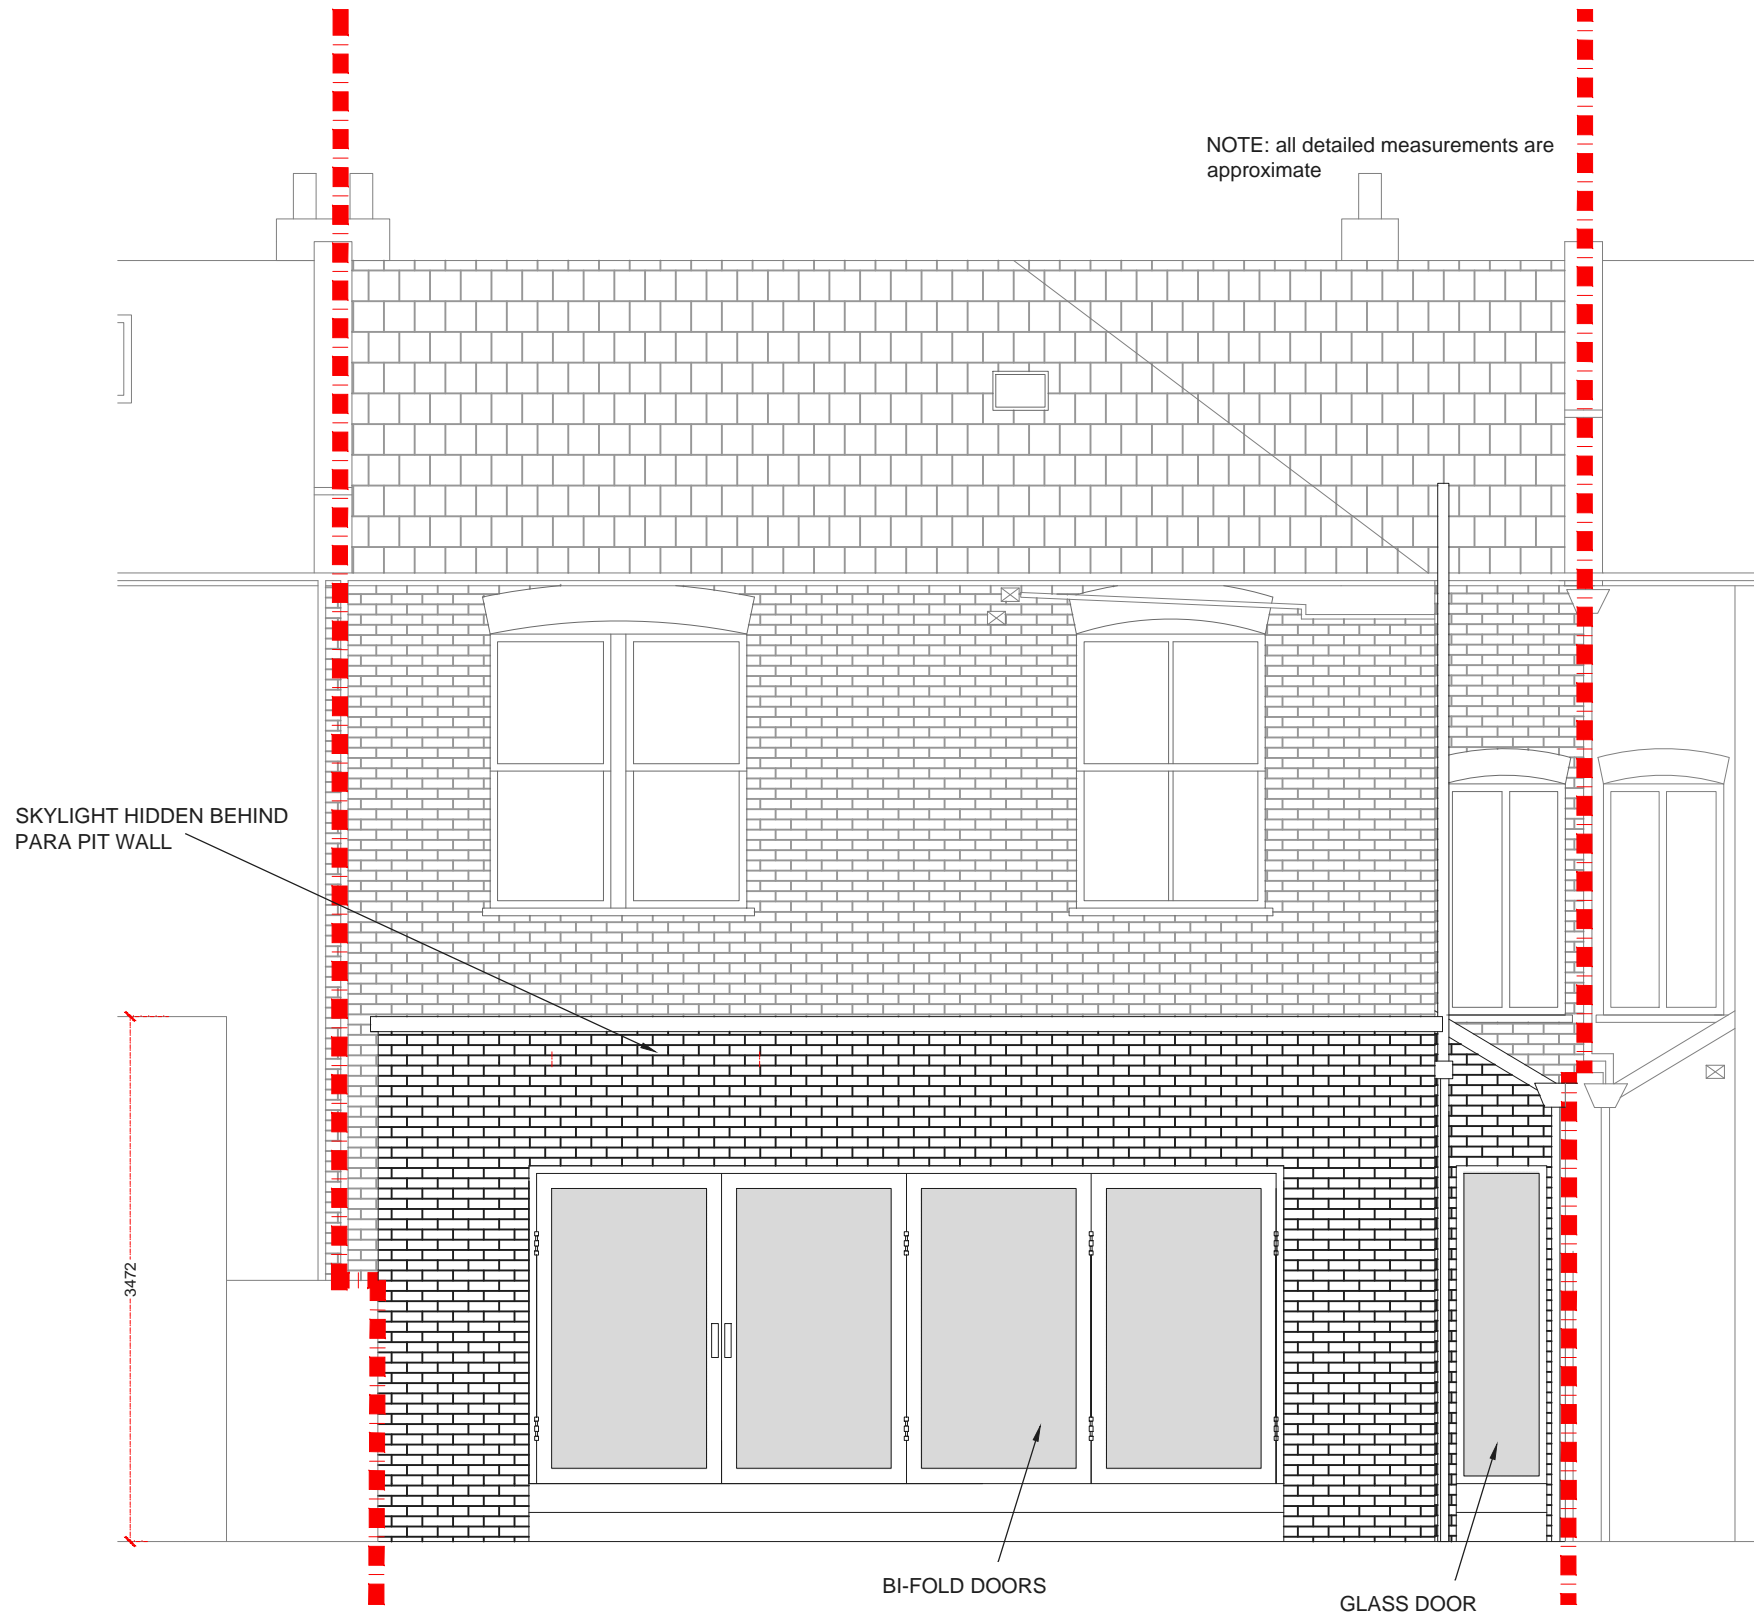 NOTE: all detailed measurements are
approximate
SKYLIGHT HIDDEN BEHIND
PARA PIT WALL
3472
BI-FOLD DOORS
GLASS DOOR